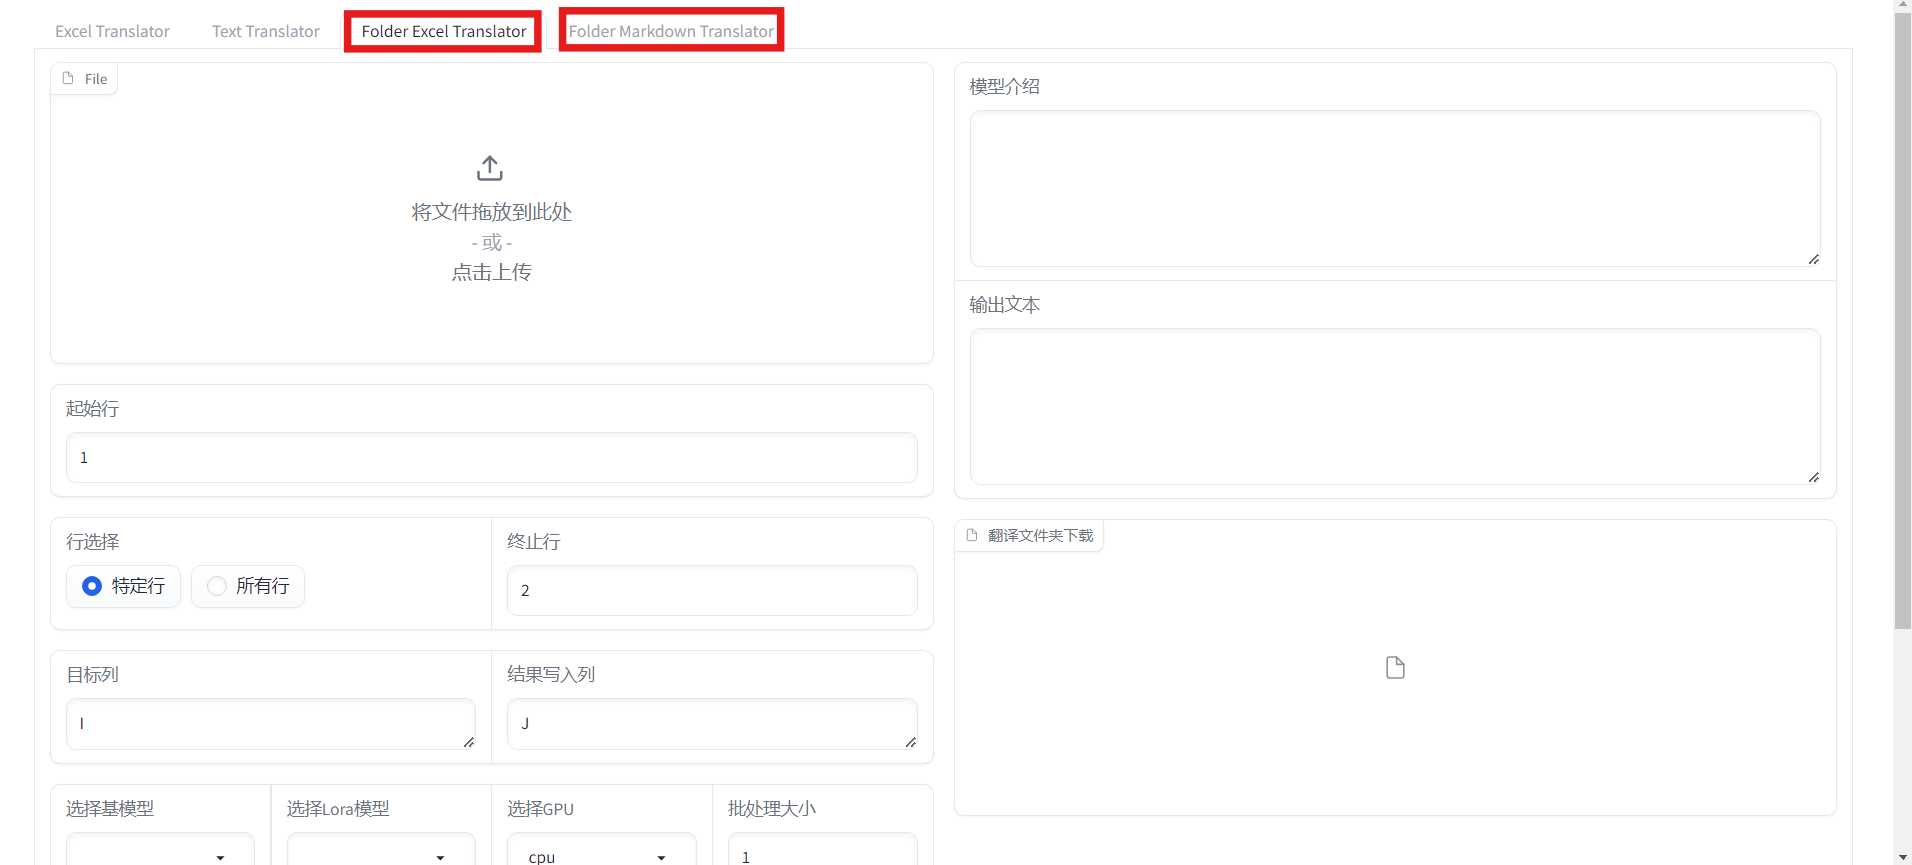 Excel Translator
Text Translator
Folder Excel Translator
Folder Markdown Translator
File
将文件拖放到此处
- 或 -
点击上传
起始行
1
行选择
特定行
所有行
终止行
2
目标列
I
结果写入列
J
选择基模型
选择Lora模型
选择GPU
cpu
批处理大小
1
模型介绍
输出文本
翻译文件夹下载